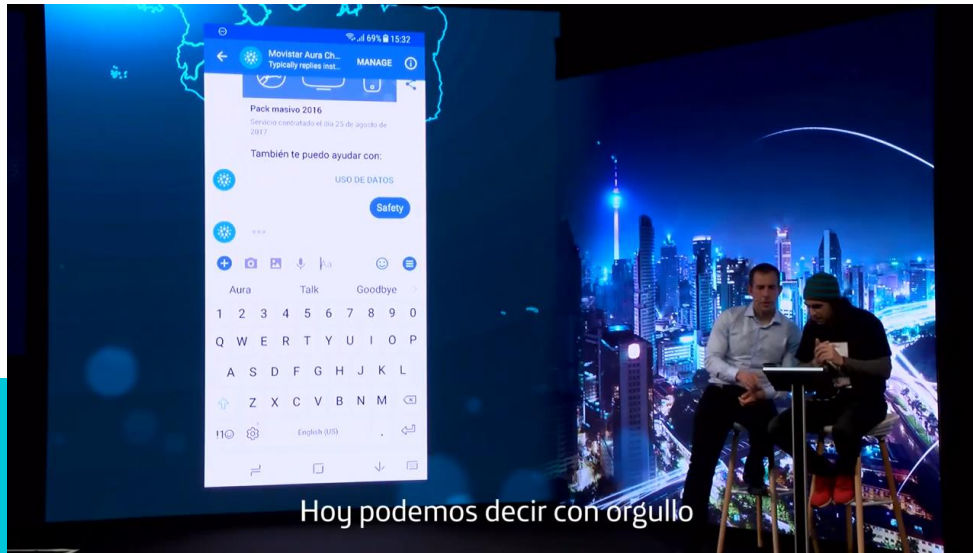 69% 15:32
Movistar Aura Ch...
Typically replies inst...
MANAGE
Pack masivo 2016
Servicio contratado el día 25 de agosto de
2017
También te puedo ayudar con:
USO DE DATOS
Safety
Aa
Aura Talk Goodbye
1 2 3 4 5 6 7 8 9 0
Q W E R T Y U I O P
A S D F G H J K L
Z X C V B N M
!1☺ English (US) .
Hoy podemos decir con orgullo